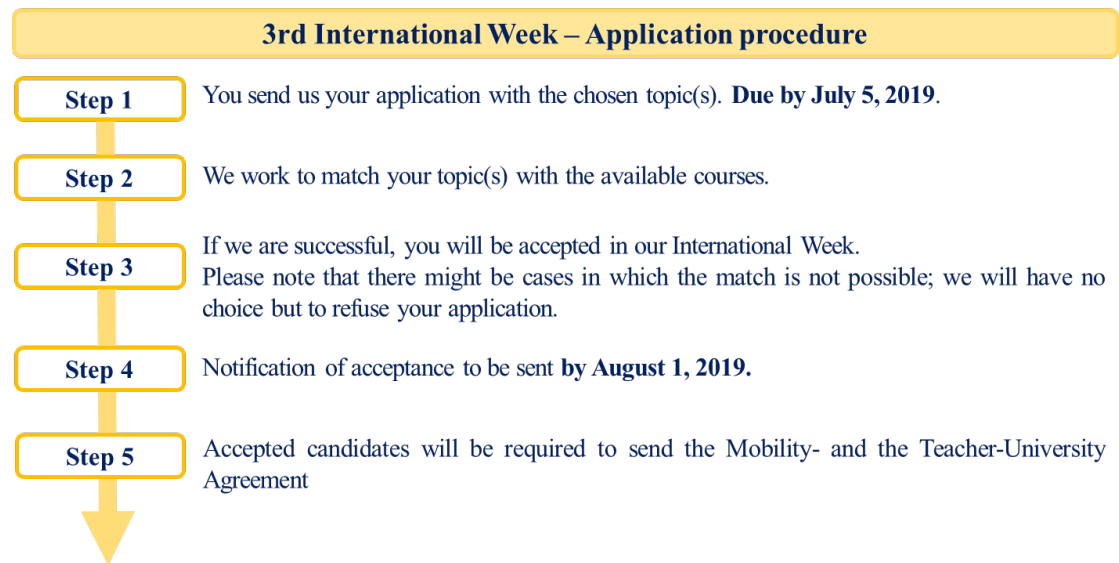 3rd International Week – Application procedure
Step 1
You send us your application with the chosen topic(s). Due by July 5, 2019.
Step 2
We work to match your topic(s) with the available courses.
Step 3
If we are successful, you will be accepted in our International Week.
Please note that there might be cases in which the match is not possible; we will have no
choice but to refuse your application.
Step 4
Notification of acceptance to be sent by August 1, 2019.
Step 5
Accepted candidates will be required to send the Mobility- and the Teacher-University
Agreement